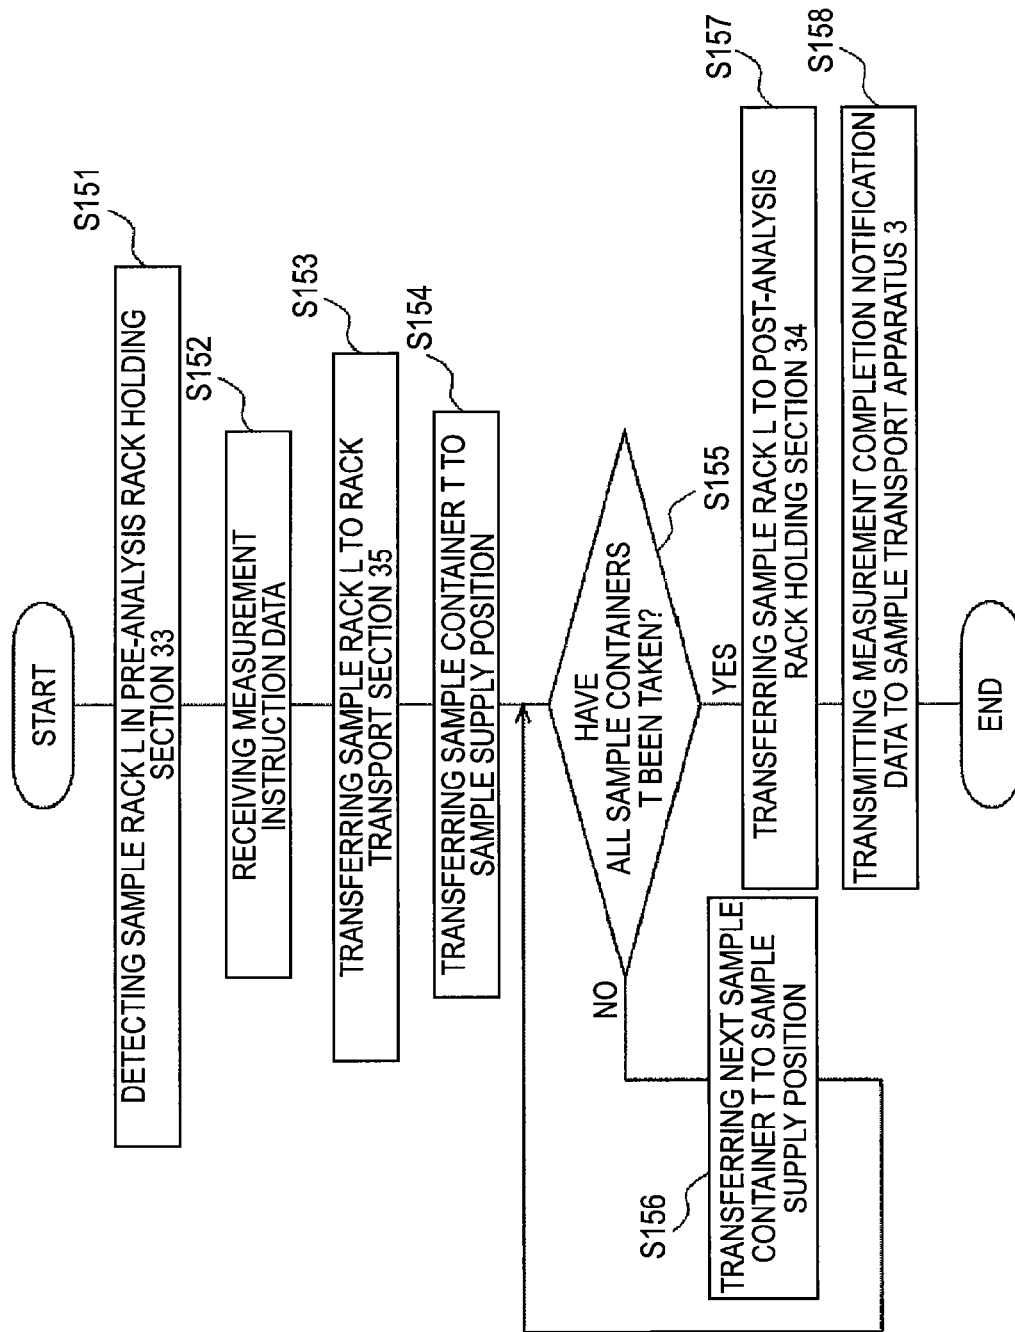 START
S151
DETECTING SAMPLE RACK L IN PRE-ANALYSIS RACK HOLDING
SECTION 33
S152
RECEIVING MEASUREMENT
INSTRUCTION DATA
S153
TRANSFERRING SAMPLE RACK L TO RACK
TRANSPORT SECTION 35
S154
TRANSFERRING SAMPLE CONTAINER T TO
SAMPLE SUPPLY POSITION
S155
HAVE
ALL SAMPLE CONTAINERS
T BEEN TAKEN?
NO
YES
S156
TRANSFERRING NEXT SAMPLE
CONTAINER T TO SAMPLE
SUPPLY POSITION
S157
TRANSFERRING SAMPLE RACK L TO POST-ANALYSIS
RACK HOLDING SECTION 34
S158
TRANSMITTING MEASUREMENT COMPLETION NOTIFICATION
DATA TO SAMPLE TRANSPORT APPARATUS 3
END